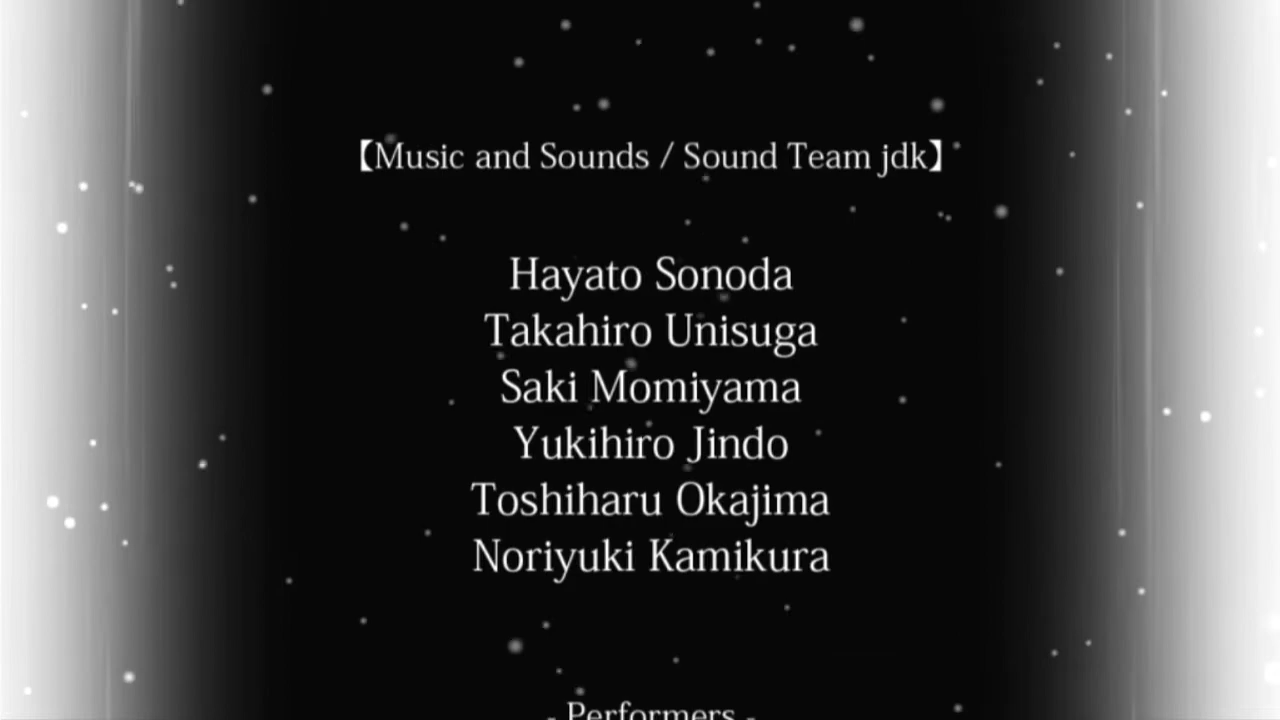 【Music and Sounds / Sound Team jdk】
Hayato Sonoda
Takahiro Unisuga
Saki Momiyama
Yukihiro Jindo
Toshiharu Okajima
Noriyuki Kamikura
- Performers -